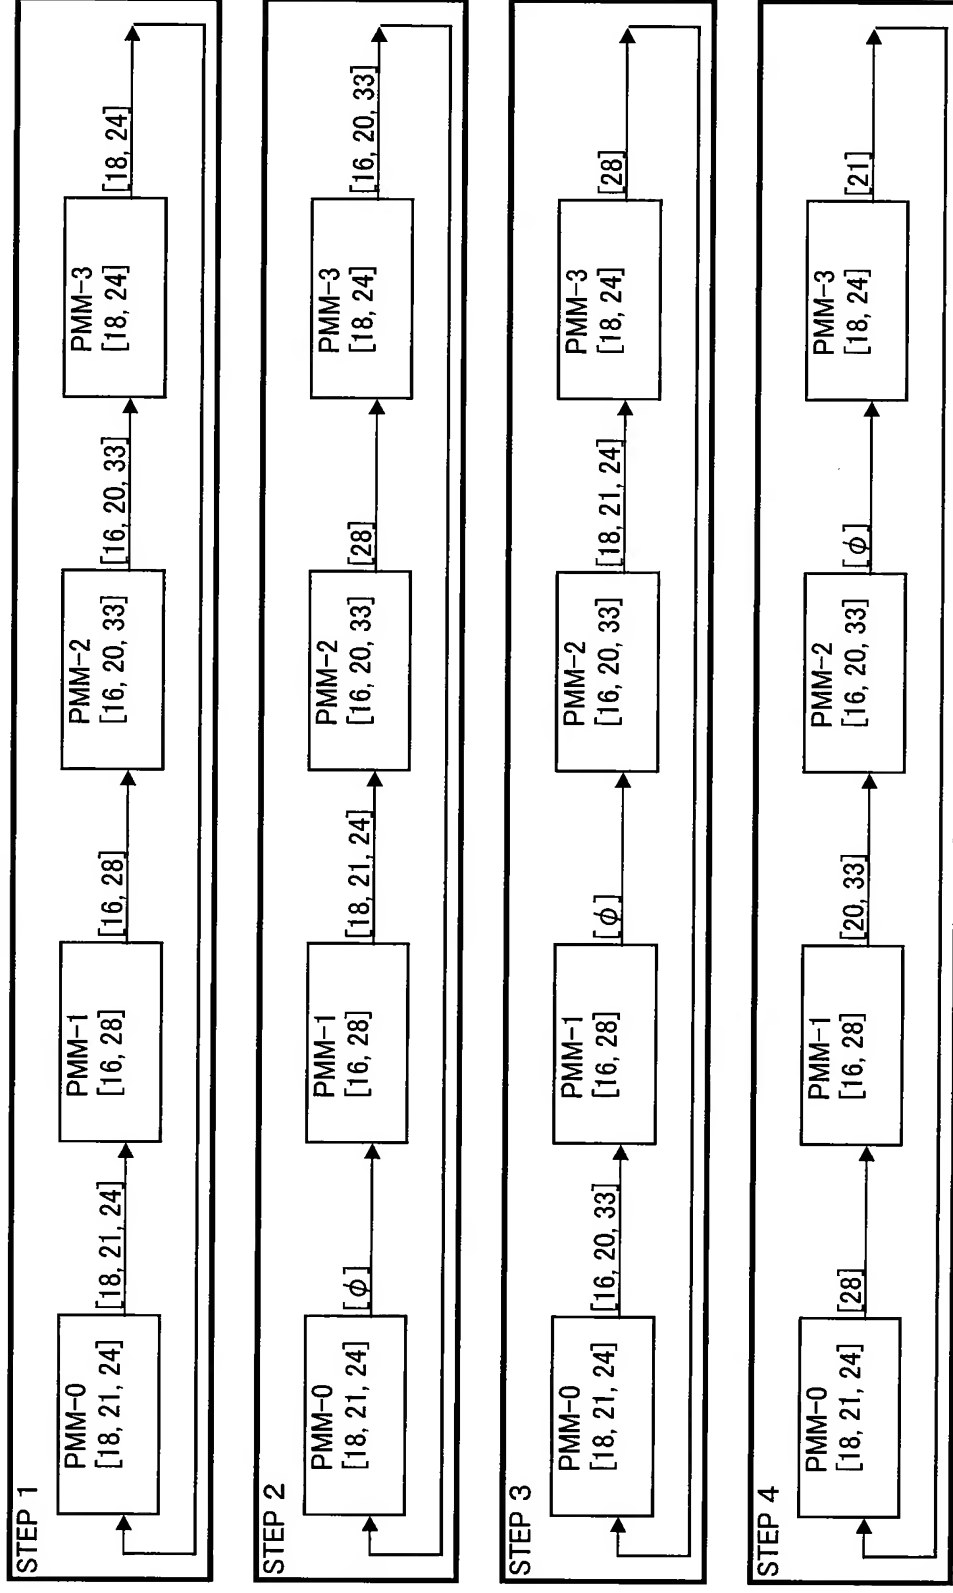 STEP 1
PMM-0
[18, 21, 24]
[18, 21, 24]
PMM-1
[16, 28]
[16, 28]
PMM-2
[16, 20, 33]
[16, 20, 33]
PMM-3
[18, 24]
[18, 24]
STEP 2
PMM-0
[18, 21, 24]
[ϕ]
PMM-1
[16, 28]
[18, 21, 24]
PMM-2
[16, 20, 33]
[28]
PMM-3
[18, 24]
[16, 20, 33]
STEP 3
PMM-0
[18, 21, 24]
[16, 20, 33]
PMM-1
[16, 28]
[ϕ]
PMM-2
[16, 20, 33]
[18, 21, 24]
PMM-3
[18, 24]
[28]
STEP 4
PMM-0
[18, 21, 24]
[28]
PMM-1
[16, 28]
[20, 33]
PMM-2
[16, 20, 33]
[ϕ]
PMM-3
[18, 24]
[21]